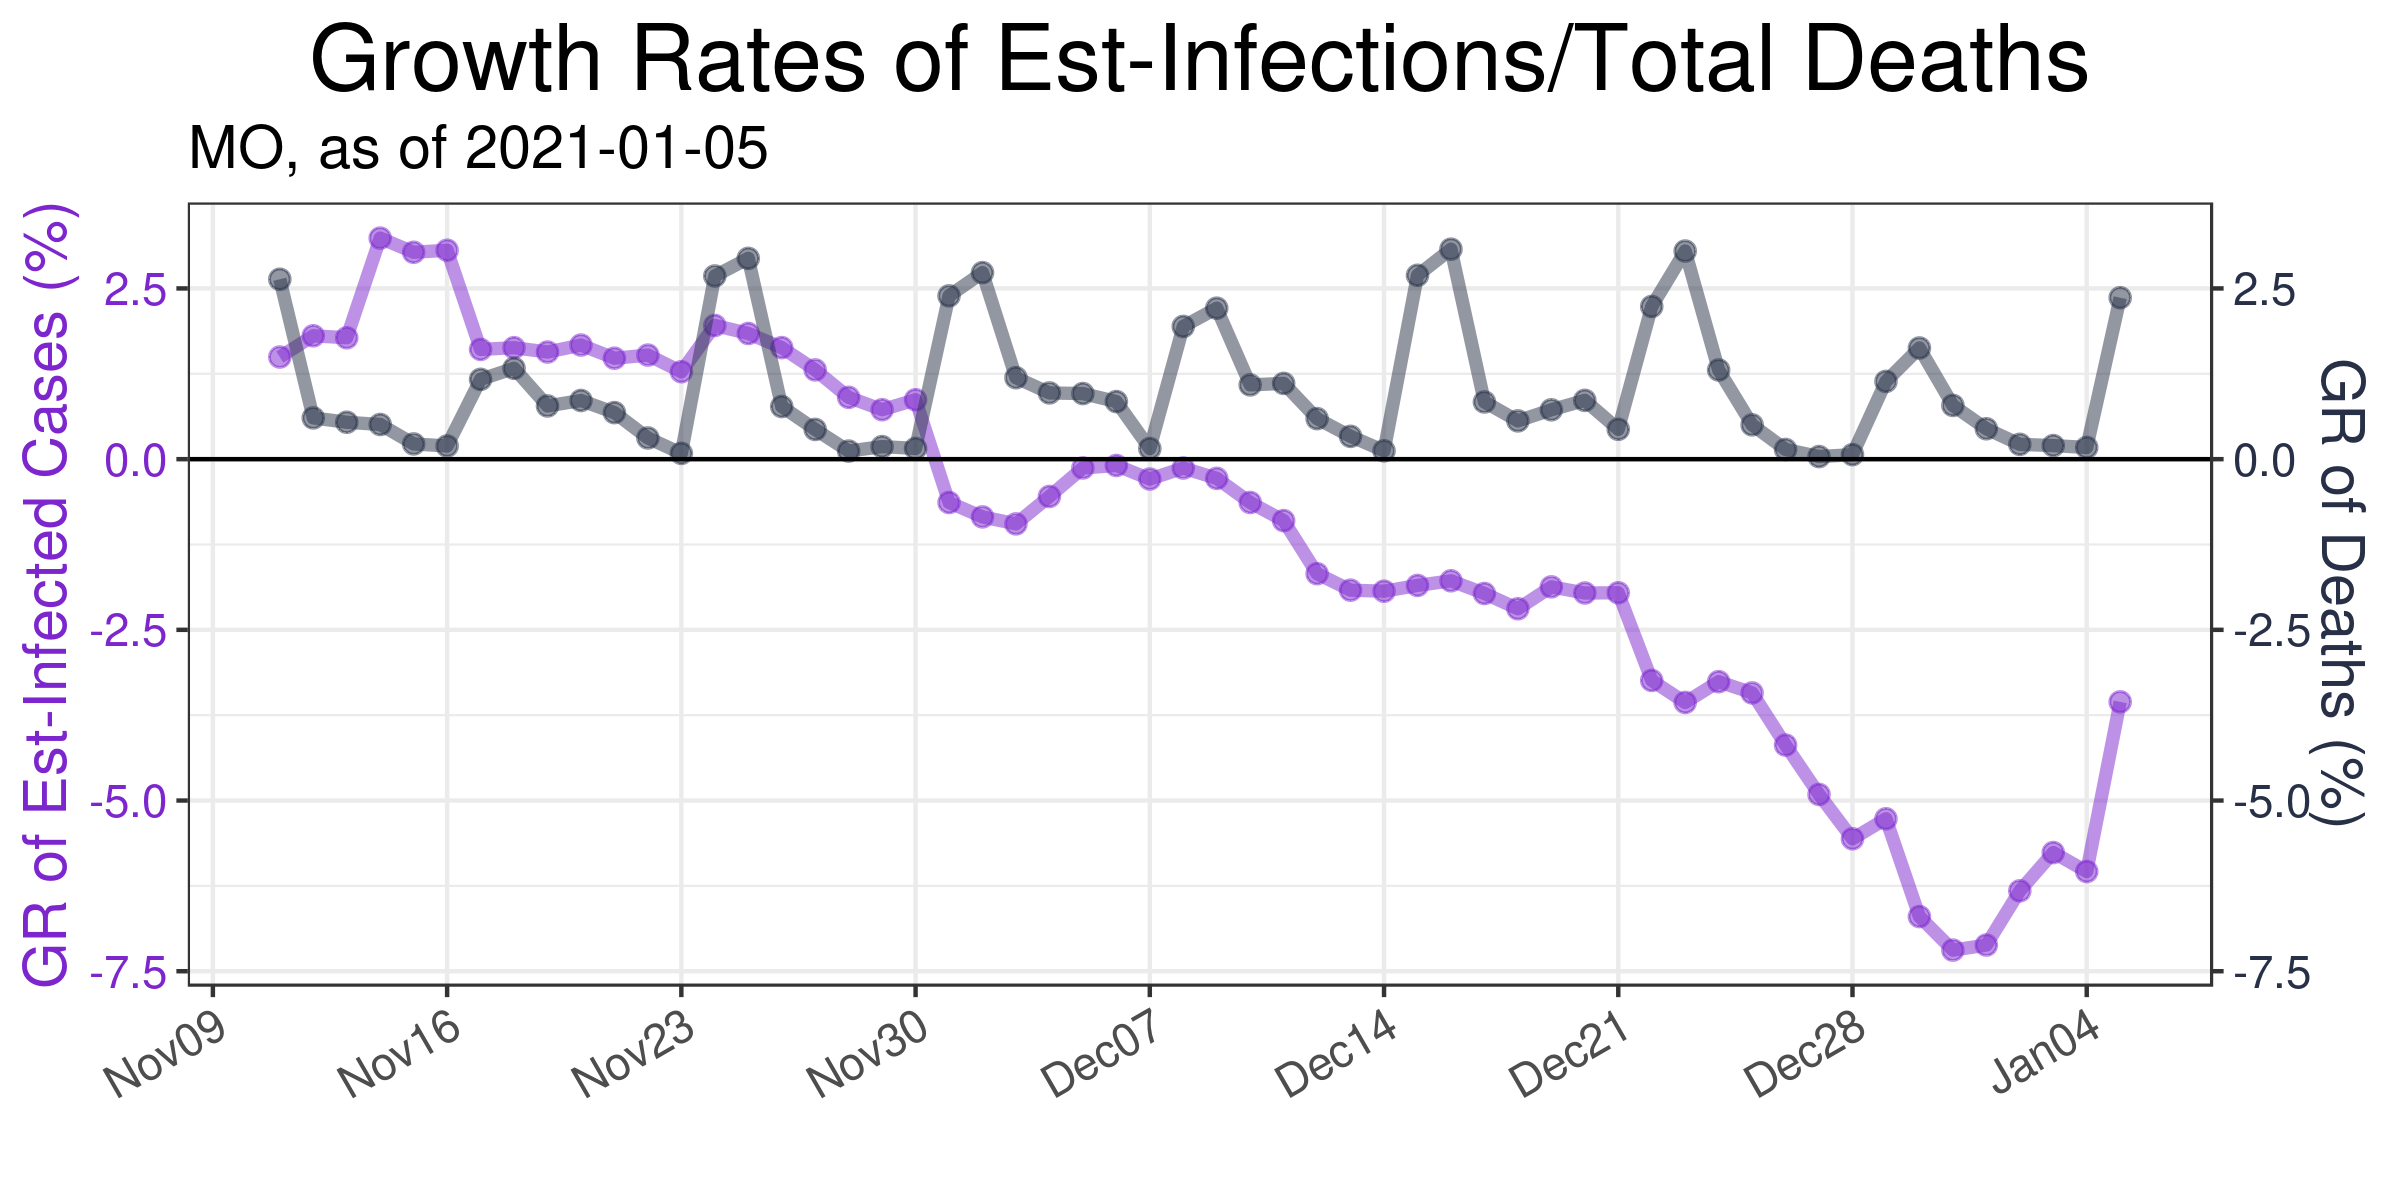 Growth Rates of Est-Infections/Total Deaths
MO, as of 2021-01-05
GR of Est-Infected Cases (%)
2.5
0.0
-2.5
-5.0
-7.5
2.5
0.0
-2.5
-5.0
-7.5
GR of Deaths (%)
Nov09
Nov16
Nov23
Nov30
Dec07
Dec14
Dec21
Dec28
Jan04